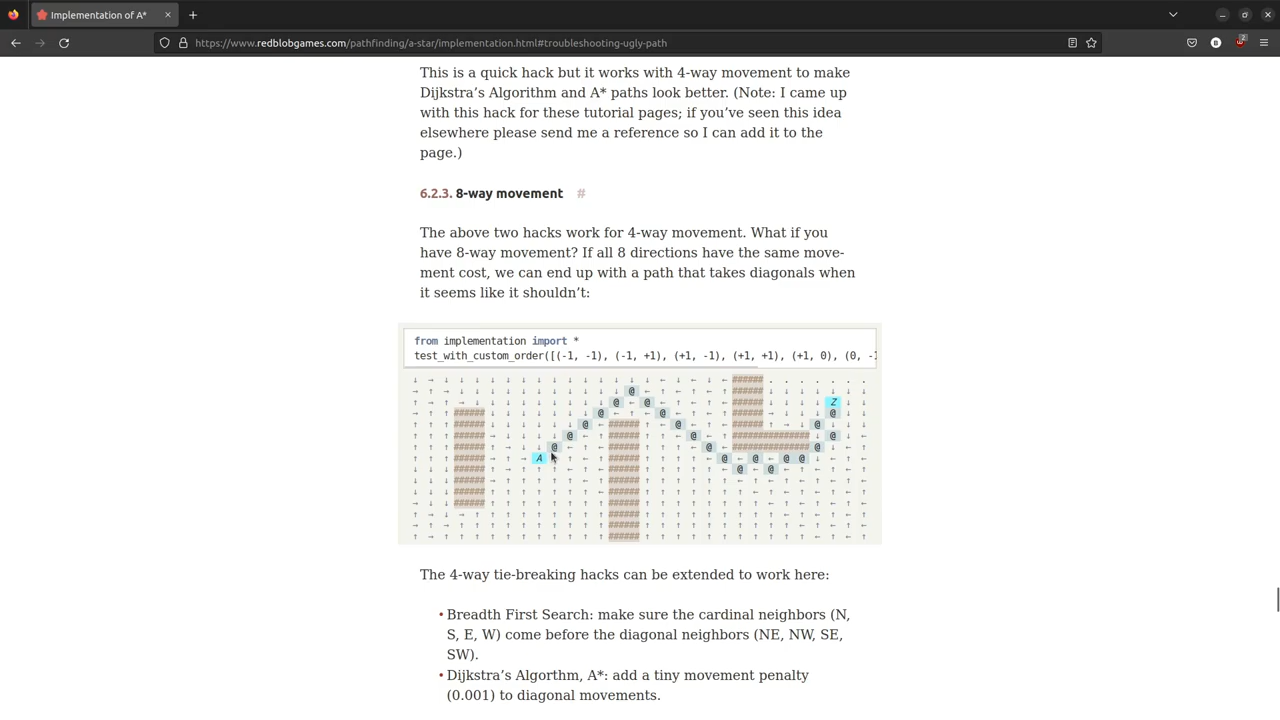 Implementation of A*
https://www.redblobgames.com/pathfinding/a-star/implementation.html#troubleshooting-ugly-path
2
This is a quick hack but it works with 4-way movement to make
Dijkstra’s Algorithm and A* paths look better. (Note: I came up
with this hack for these tutorial pages; if you’ve seen this idea
elsewhere please send me a reference so I can add it to the
page.)
6.2.3. 8-way movement #
The above two hacks work for 4-way movement. What if you
have 8-way movement? If all 8 directions have the same move-
ment cost, we can end up with a path that takes diagonals when
it seems like it shouldn’t:
from implementation import *
test_with_custom_order([(-1, -1), (-1, +1), (+1, -1), (+1, +1), (+1, 0), (0, -1
Z
A
The 4-way tie-breaking hacks can be extended to work here:
• Breadth First Search: make sure the cardinal neighbors (N,
S, E, W) come before the diagonal neighbors (NE, NW, SE,
SW).
• Dijkstra’s Algorthm, A*: add a tiny movement penalty
(0.001) to diagonal movements.